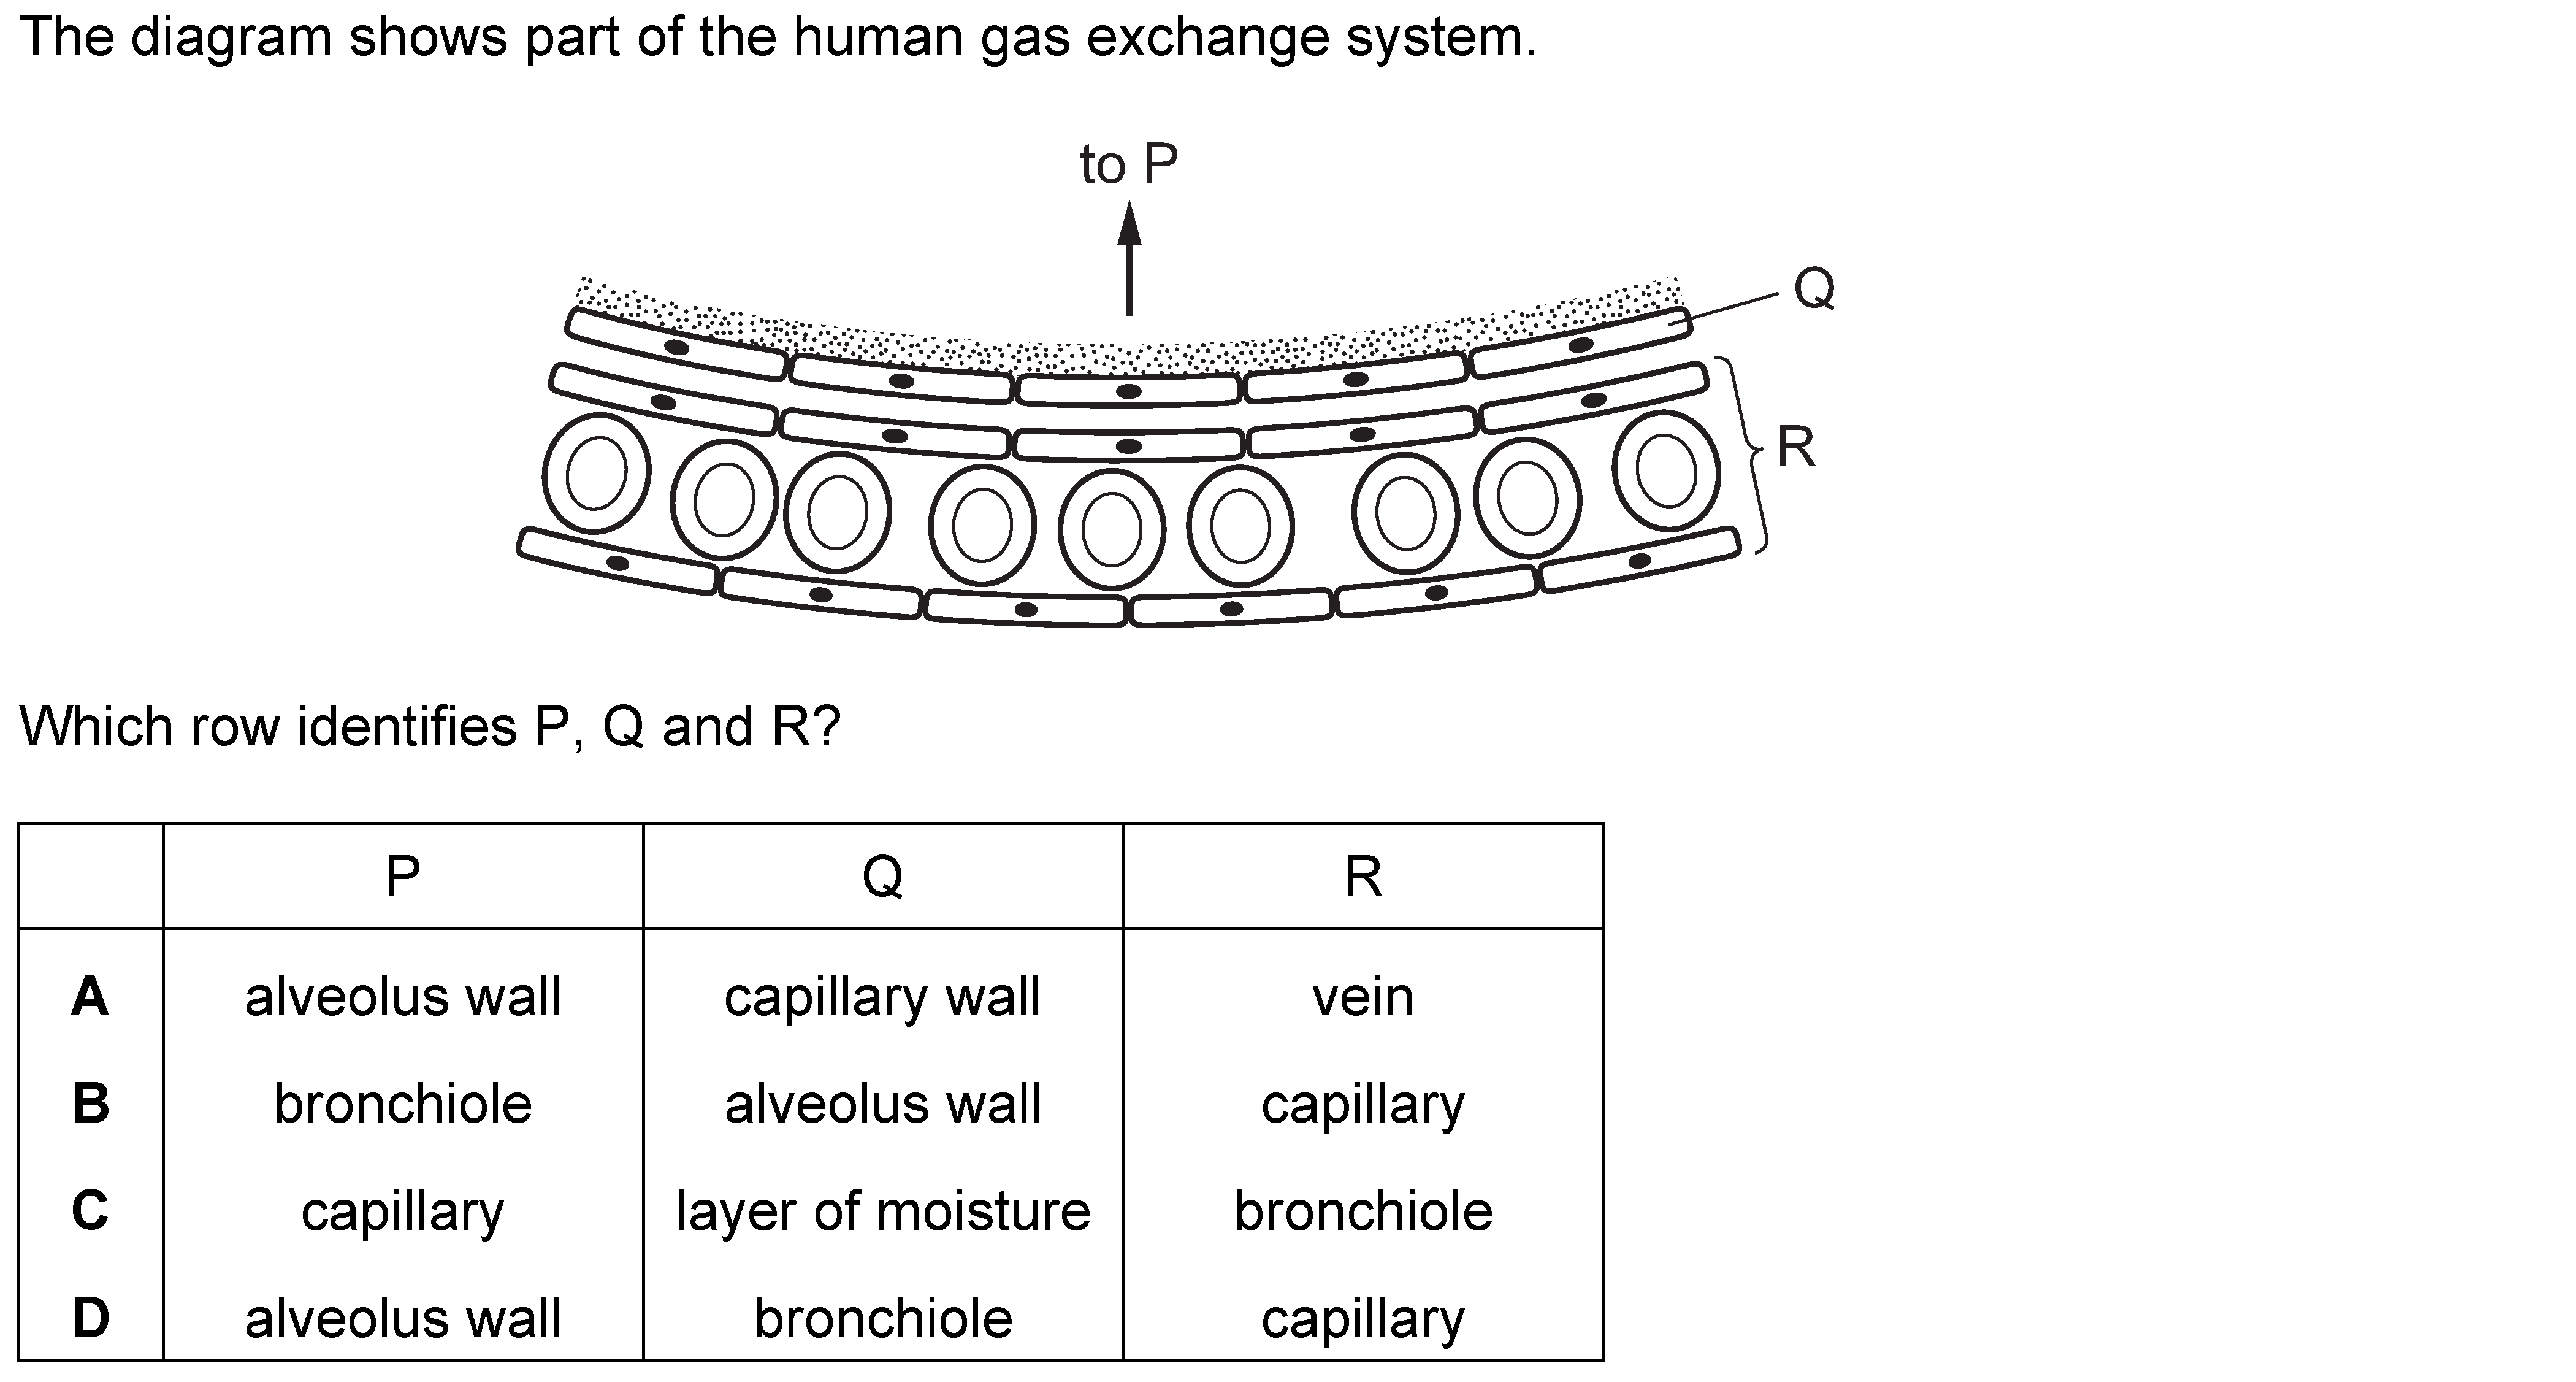 The diagram shows part of the human gas exchange system.
to P
Q
R
Which row identifies P, Q and R?
P Q R
A alveolus wall capillary wall vein
B bronchiole alveolus wall capillary
C capillary layer of moisture bronchiole
D alveolus wall bronchiole capillary